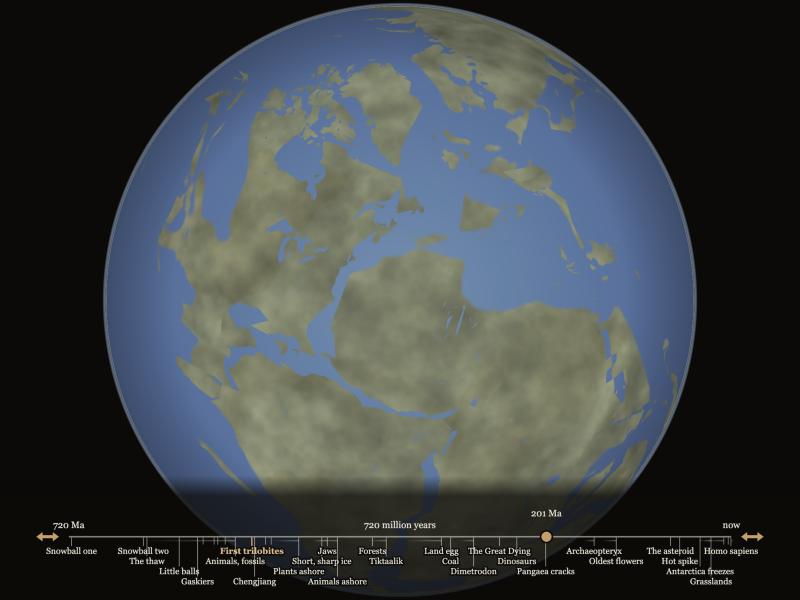 201 Ma
720 Ma 720 million years now
Snowball one Snowball two First trilobites Jaws Forests Land egg The Great Dying Archaeopteryx The asteroid Homo sapiens
The thaw Animals, fossils Short, sharp ice Tiktaalik Coal Dinosaurs Oldest flowers Hot spike
Little balls Plants ashore Dimetrodon Pangaea cracks Antarctica freezes
Gaskiers Chengjiang Animals ashore Grasslands